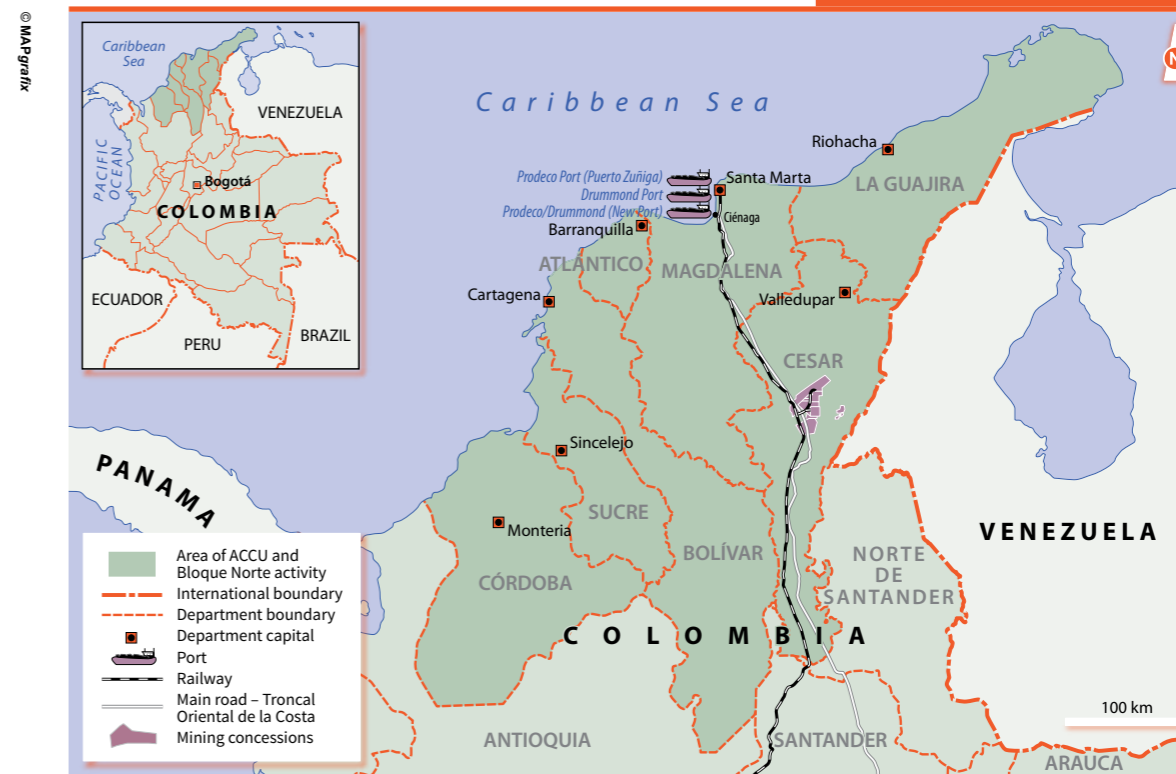 © MAPgrafix
Caribbean
Sea
VENEZUELA
PACIFIC
OCEAN
Bogotá
COLOMBIA
ECUADOR
PERU
BRAZIL
N
Caribbean Sea
Riohacha
Prodeco Port (Puerto Zuñiga)
Santa Marta
LA GUAJIRA
Drummond Port
Prodeco/Drummond (New Port)
Ciénaga
Barranquilla
ATLÁNTICO
MAGDALENA
Cartagena
Valledupar
CESAR
Sincelejo
PANAMA
SUCRE
Monteria
VENEZUELA
BOLÍVAR
NORTE
DE
SANTANDER
CÓRDOBA
COLOMBIA
Area of ACCU and
Bloque Norte activity
International boundary
Department boundary
Department capital
Port
Railway
Main road – Troncal
Oriental de la Costa
Mining concessions
100 km
ANTIOQUIA
SANTANDER
ARAUCA